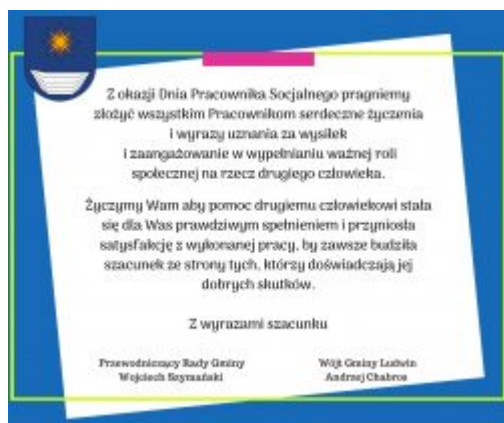 Z okazji Dnia Pracownika Socjalnego pragniemy
złożyć wszystkim Pracownikom serdeczne życzenia
i wyrazy uznania za wysiłek
i zaangażowanie w wypełnianiu ważnej roli
społecznej na rzecz drugiego człowieka.
Życzymy Wam aby pomoc drugiemu człowiekowi stała
się dla Was prawdziwym spełnieniem i przyniosła
satysfakcję z wykonanej pracy, by zawsze budziła
szacunek ze strony tych, którzy doświadczają jej
dobrych skutków.
Z wyrazami szacunku
Przewodniczący Rady Gminy
Wojciech Szymański
Wójt Gminy Ludwin
Andrzej Chabros